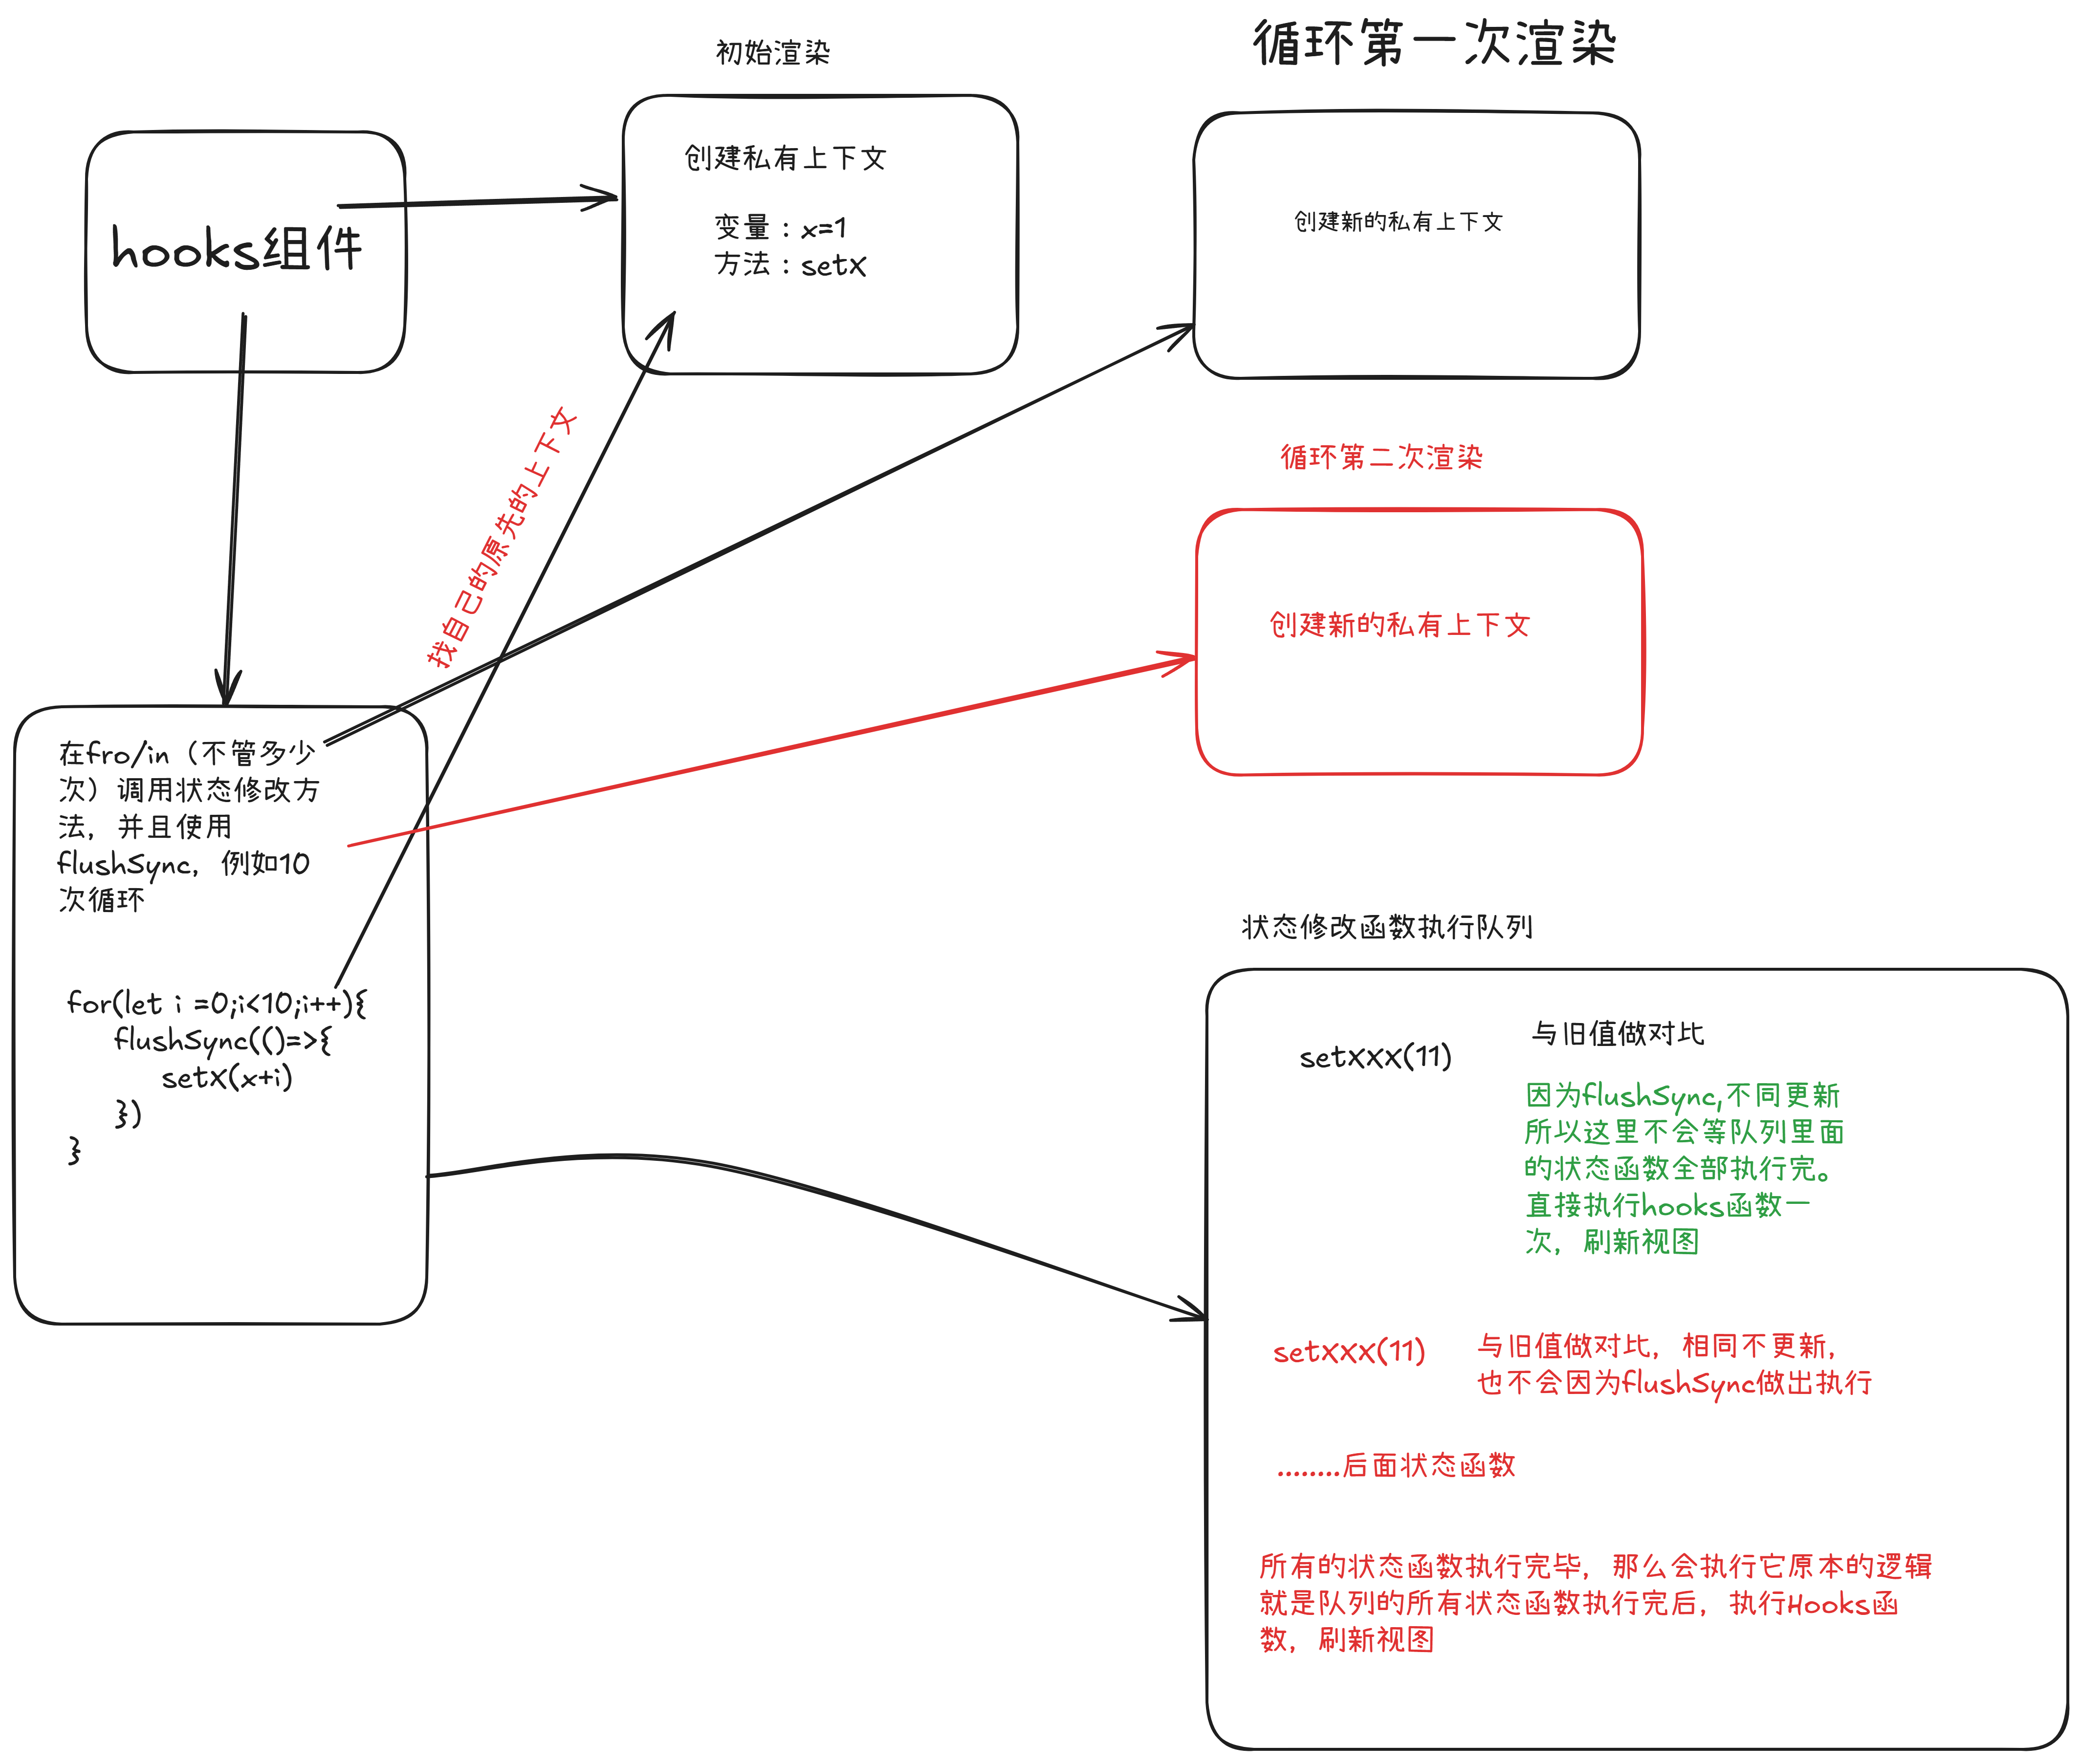 初始渲染
循环第一次渲染
hooks组件
创建私有上下文
变量：x=1
方法：setX
创建新的私有上下文
找自己的原先的上下文
循环第二次渲染
创建新的私有上下文
在fro/in（不管多少
次）调用状态修改方
法，并且使用
flushSync，例如10
次循环
for(let i =0;i<10;i++){
flushSync(()=>{
setX(x+i)
})
}
状态修改函数执行队列
setXXX(11)
与旧值做对比
因为flushSync,不同更新
所以这里不会等队列里面
的状态函数全部执行完。
直接执行hooks函数一
次，刷新视图
setXXX(11)
与旧值做对比，相同不更新，
也不会因为flushSync做出执行
........后面状态函数
所有的状态函数执行完毕，那么会执行它原本的逻辑
就是队列的所有状态函数执行完后，执行Hooks函
数，刷新视图